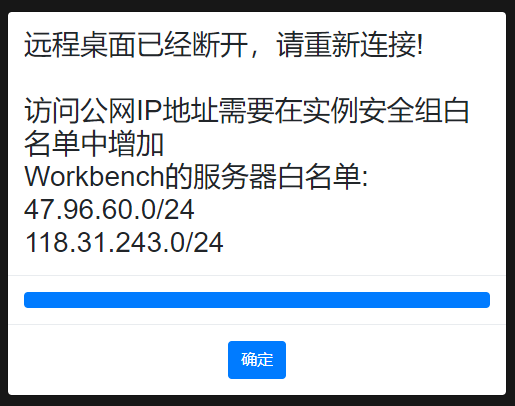 远程桌面已经断开，请重新连接!
访问公网IP地址需要在实例安全组白
名单中增加
Workbench的服务器白名单:
47.96.60.0/24
118.31.243.0/24
确定